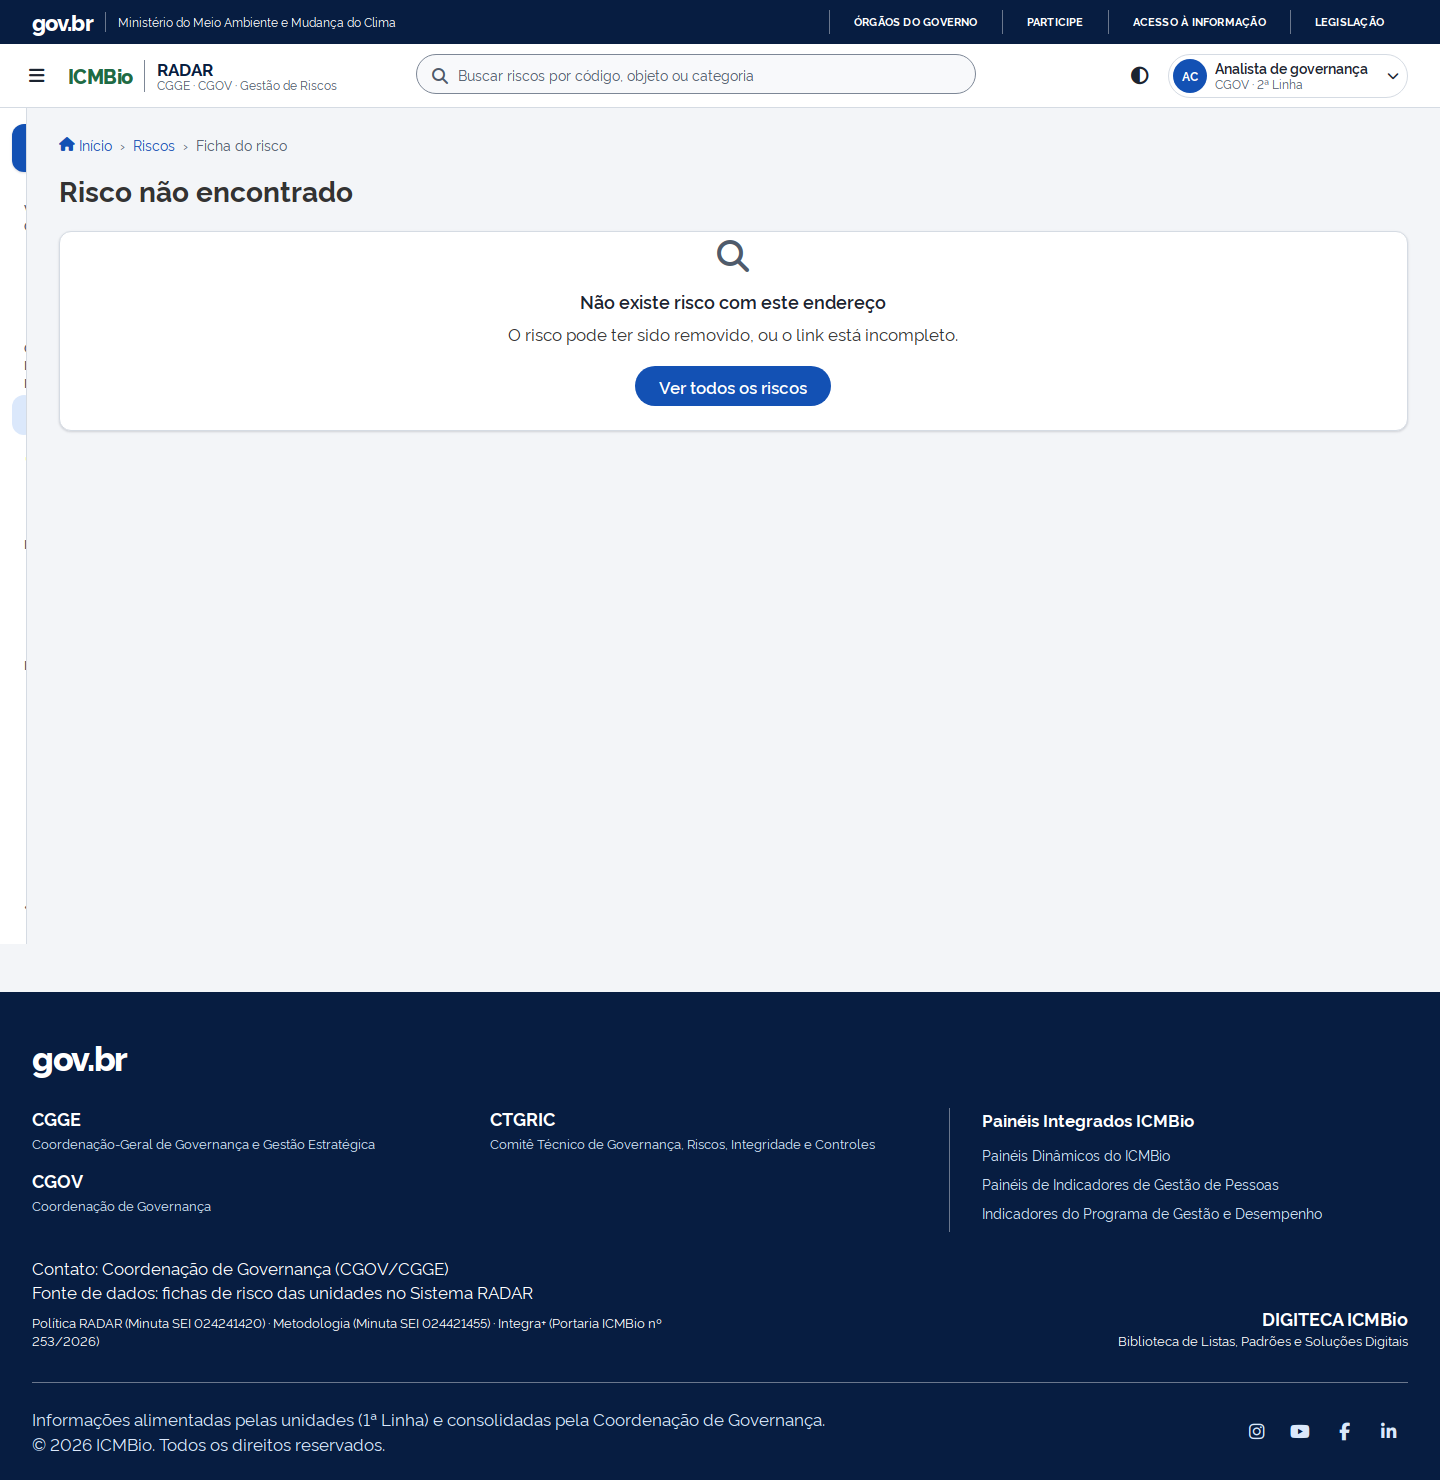 gov.br
Ministério do Meio Ambiente e Mudança do Clima
ÓRGÃOS DO GOVERNO
PARTICIPE
ACESSO À INFORMAÇÃO
LEGISLAÇÃO
ICMBio
RADAR
CGGE · CGOV · Gestão de Riscos
Buscar riscos por código, objeto ou categoria
AC
Analista de governança
CGOV · 2ª Linha
Início › Riscos › Ficha do risco
Risco não encontrado
Não existe risco com este endereço
O risco pode ter sido removido, ou o link está incompleto.
Ver todos os riscos
gov.br
CGGE
Coordenação-Geral de Governança e Gestão Estratégica
CGOV
Coordenação de Governança
CTGRIC
Comitê Técnico de Governança, Riscos, Integridade e Controles
Painéis Integrados ICMBio
Painéis Dinâmicos do ICMBio
Painéis de Indicadores de Gestão de Pessoas
Indicadores do Programa de Gestão e Desempenho
Contato: Coordenação de Governança (CGOV/CGGE)
Fonte de dados: fichas de risco das unidades no Sistema RADAR
Política RADAR (Minuta SEI 024241420) · Metodologia (Minuta SEI 024421455) · Integra+ (Portaria ICMBio nº
253/2026)
DIGITECA ICMBio
Biblioteca de Listas, Padrões e Soluções Digitais
Informações alimentadas pelas unidades (1ª Linha) e consolidadas pela Coordenação de Governança.
© 2026 ICMBio. Todos os direitos reservados.